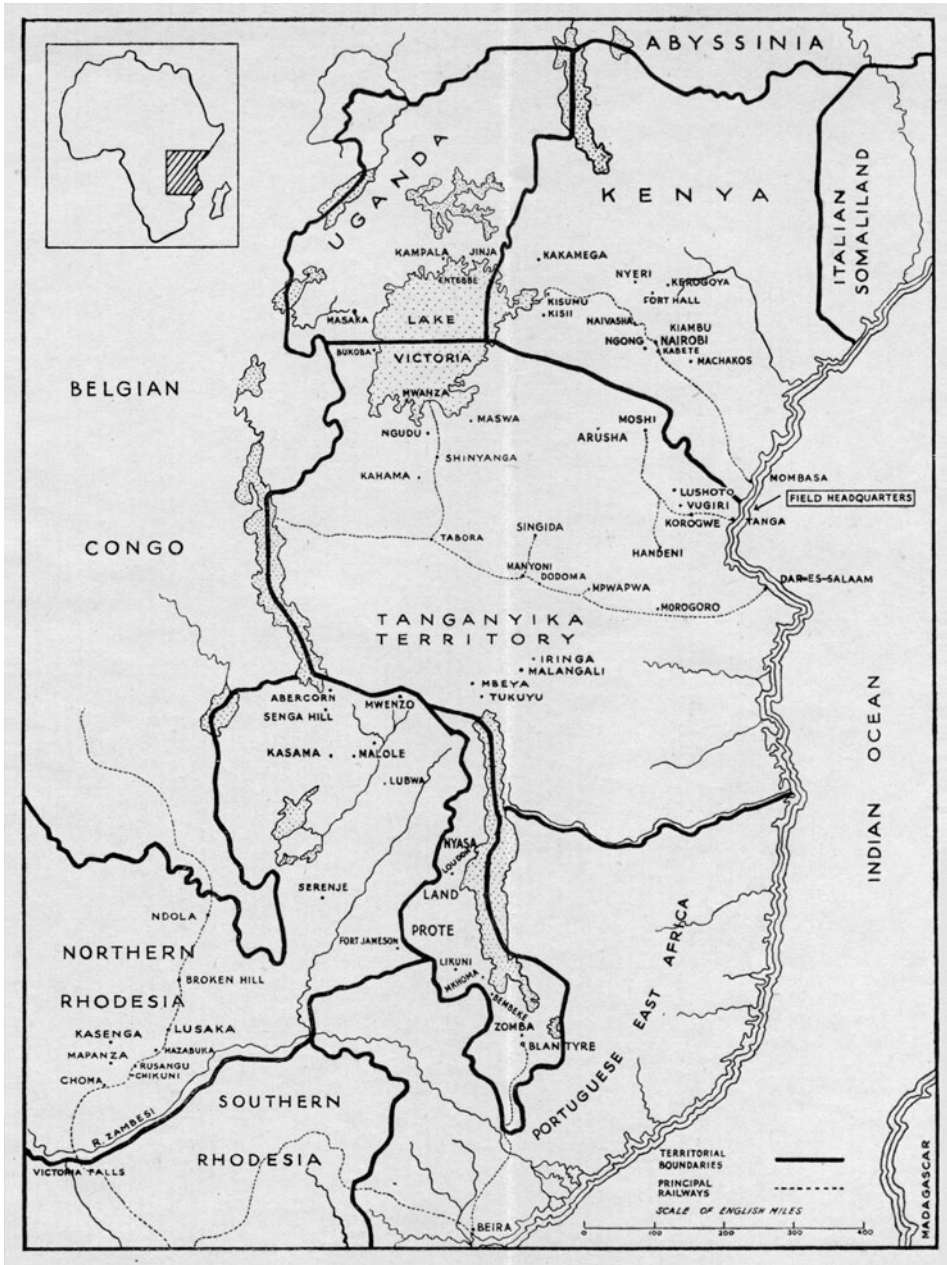 ABYSSINIA
UGANDA
KENYA
ITALIAN
SOMALILAND
KAMPALA
JINJA
ENTEBBE
KAKAMEGA
NYERI
KEROGOYA
FORT HALL
KISUMU
KISII
MASAKA
LAKE
NAIVASHA
KIAMBU
NAIROBI
NGONG
KABETE
MACHAKOS
BUKOBA
VICTORIA
BELGIAN
CONGO
MWANZA
MASWA
MOSHI
NGUDU
ARUSHA
SHINYANGA
KAHAMA
MOMBASA
LUSHOTO
FIELD HEADQUARTERS
VUGIRI
KOROGWE
TANGA
SINGIDA
TABORA
HANDENI
MANYONI
DODOMA
MPWAPWA
DAR-ES-SALAAM
MOROGORO
TANGANYIKA
TERRITORY
IRINGA
MALANGALI
MBEYA
TUKUYU
ABERCORN
MWENZO
SENGA HILL
KASAMA
MALOLE
LUBWA
INDIAN OCEAN
NYASA
LOUDON
LAND
PROTE
SERENJE
NDOLA
FORT JAMESON
NORTHERN
RHODESIA
LIKUNI
MKHOMA
BEMBEKE
BROKEN HILL
ZOMBA
BLANTYRE
KASENGA
LUSAKA
MAPANZA
MAZABUKA
RUSANGU
CHIKUNI
CHOMA
PORTUGUESE EAST AFRICA
SOUTHERN
RHODESIA
R. ZAMBESI
VICTORIA FALLS
BEIRA
TERRITORIAL
BOUNDARIES
PRINCIPAL
RAILWAYS
SCALE OF ENGLISH MILES
0 100 200 300 400
MADAGASCAR